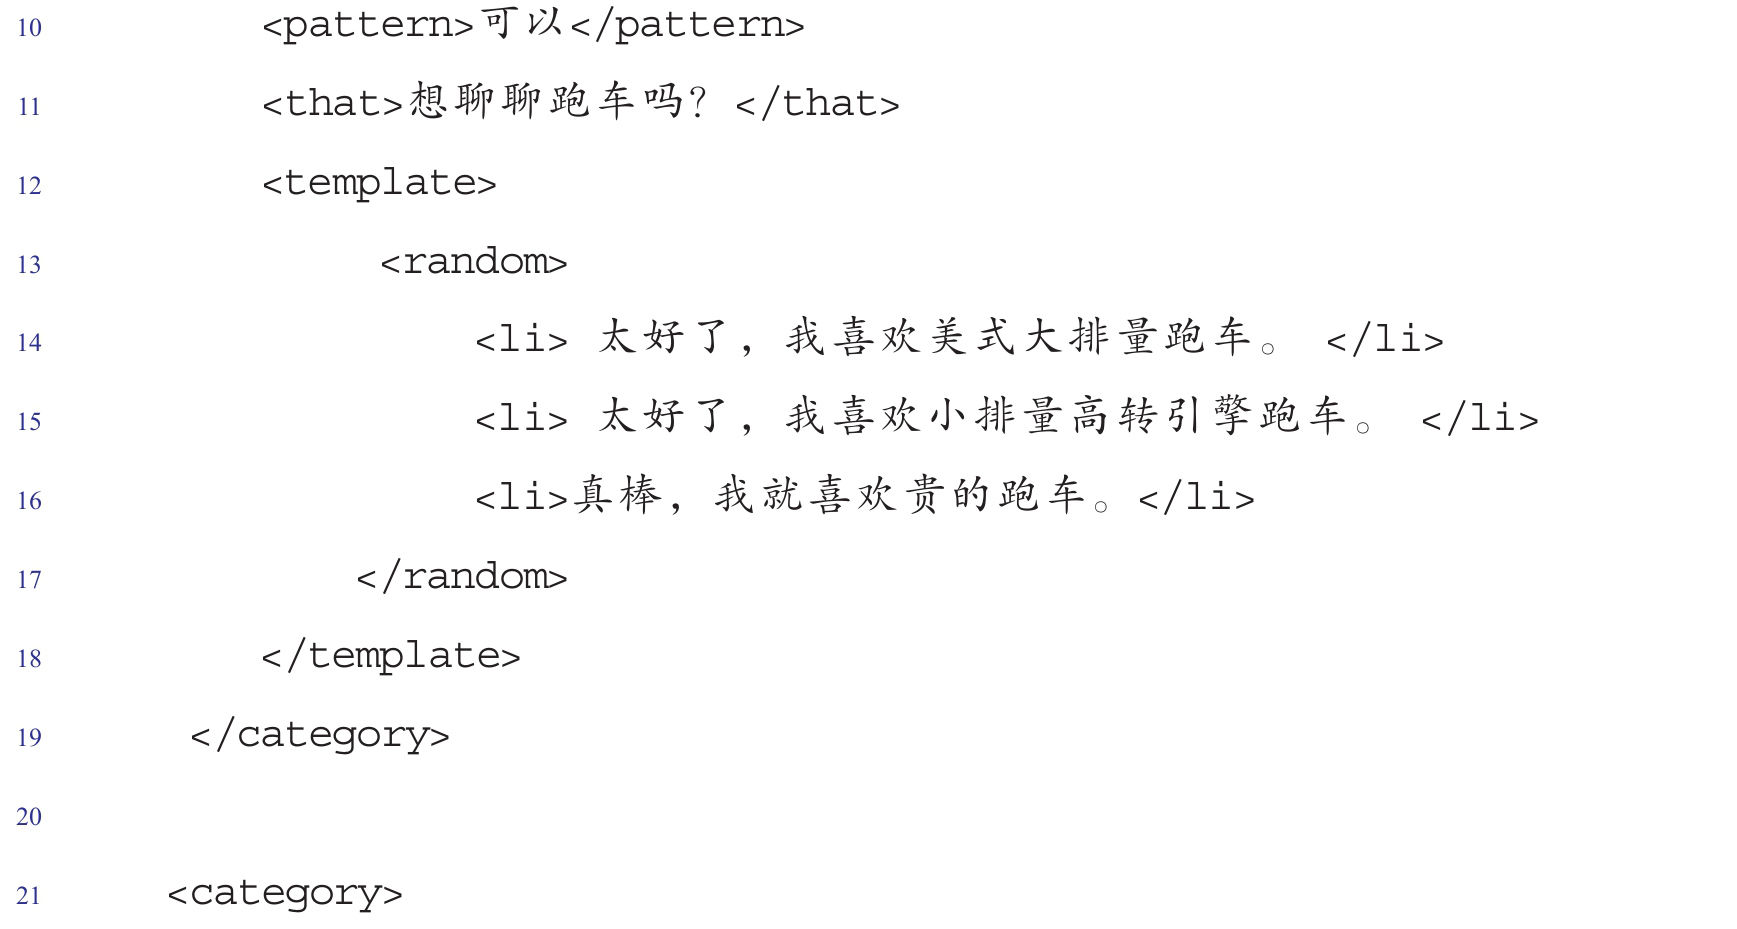 10 <pattern>可以</pattern>
11 <that>想聊聊跑车吗？</that>
12 <template>
13 <random>
14 <li> 太好了，我喜欢美式大排量跑车。 </li>
15 <li> 太好了，我喜欢小排量高转引擎跑车。 </li>
16 <li>真棒，我就喜欢贵的跑车。</li>
17 </random>
18 </template>
19 </category>
20
21 <category>